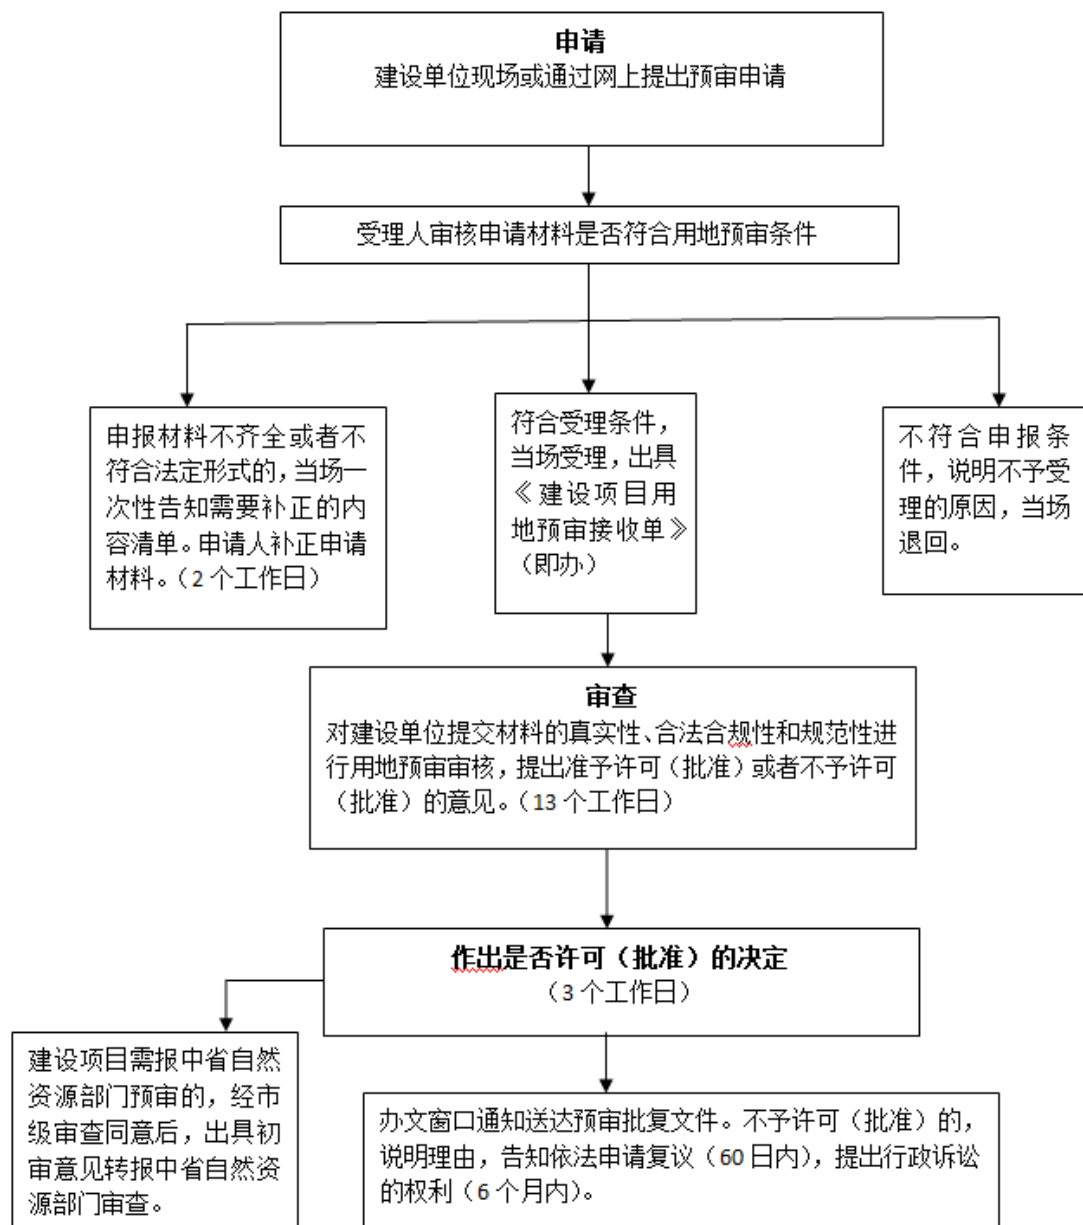 申请
建设单位现场或通过网上提出预审申请
受理人审核申请材料是否符合用地预审条件
申报材料不齐全或者不
符合法定形式的，当场一
次性告知需要补正的内
容清单。申请人补正申请
材料。（2 个工作日）
符合受理条件，
当场受理，出具
《建设项目用
地预审接收单》
（即办）
不符合申报条
件，说明不予受
理的原因，当场
退回。
审查
对建设单位提交材料的真实性、合法合规性和规范性进
行用地预审审核，提出准予许可（批准）或者不予许可
（批准）的意见。（13 个工作日）
作出是否许可（批准）的决定
（3 个工作日）
建设项目需报中省自然
资源部门预审的，经市
级审查同意后，出具初
审意见转报中省自然资
源部门审查。
办文窗口通知送达预审批复文件。不予许可（批准）的，
说明理由，告知依法申请复议（60 日内），提出行政诉讼
的权利（6 个月内）。